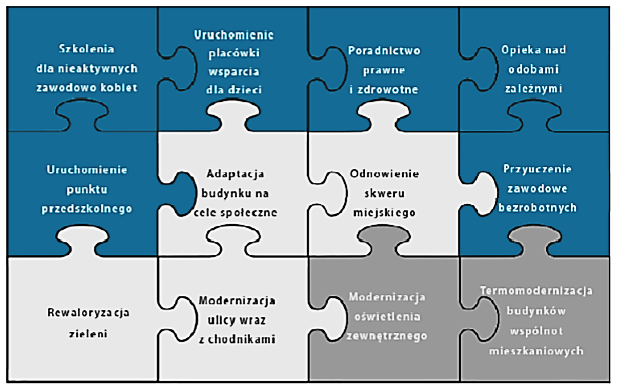 Szkolenia
dla nieaktywnych
zawodowo kobiet
Uruchomienie
placówki
wsparcia
dla dzieci
Poradnictwo
prawne
i zdrowotne
Opieka nad
odobami
zależnymi
Uruchomienie
punktu
przedszkolnego
Adaptacja
budynku na
cele społeczne
Odnowienie
skweru
miejskiego
Przyuczenie
zawodowe
bezrobotnych
Rewaloryzacja
zieleni
Modernizacja
ulicy wraz
z chodnikami
Modernizacja
oświetlenia
zewnętrznego
Termomodernizacja
budynków
wspólnot
mieszkaniowych